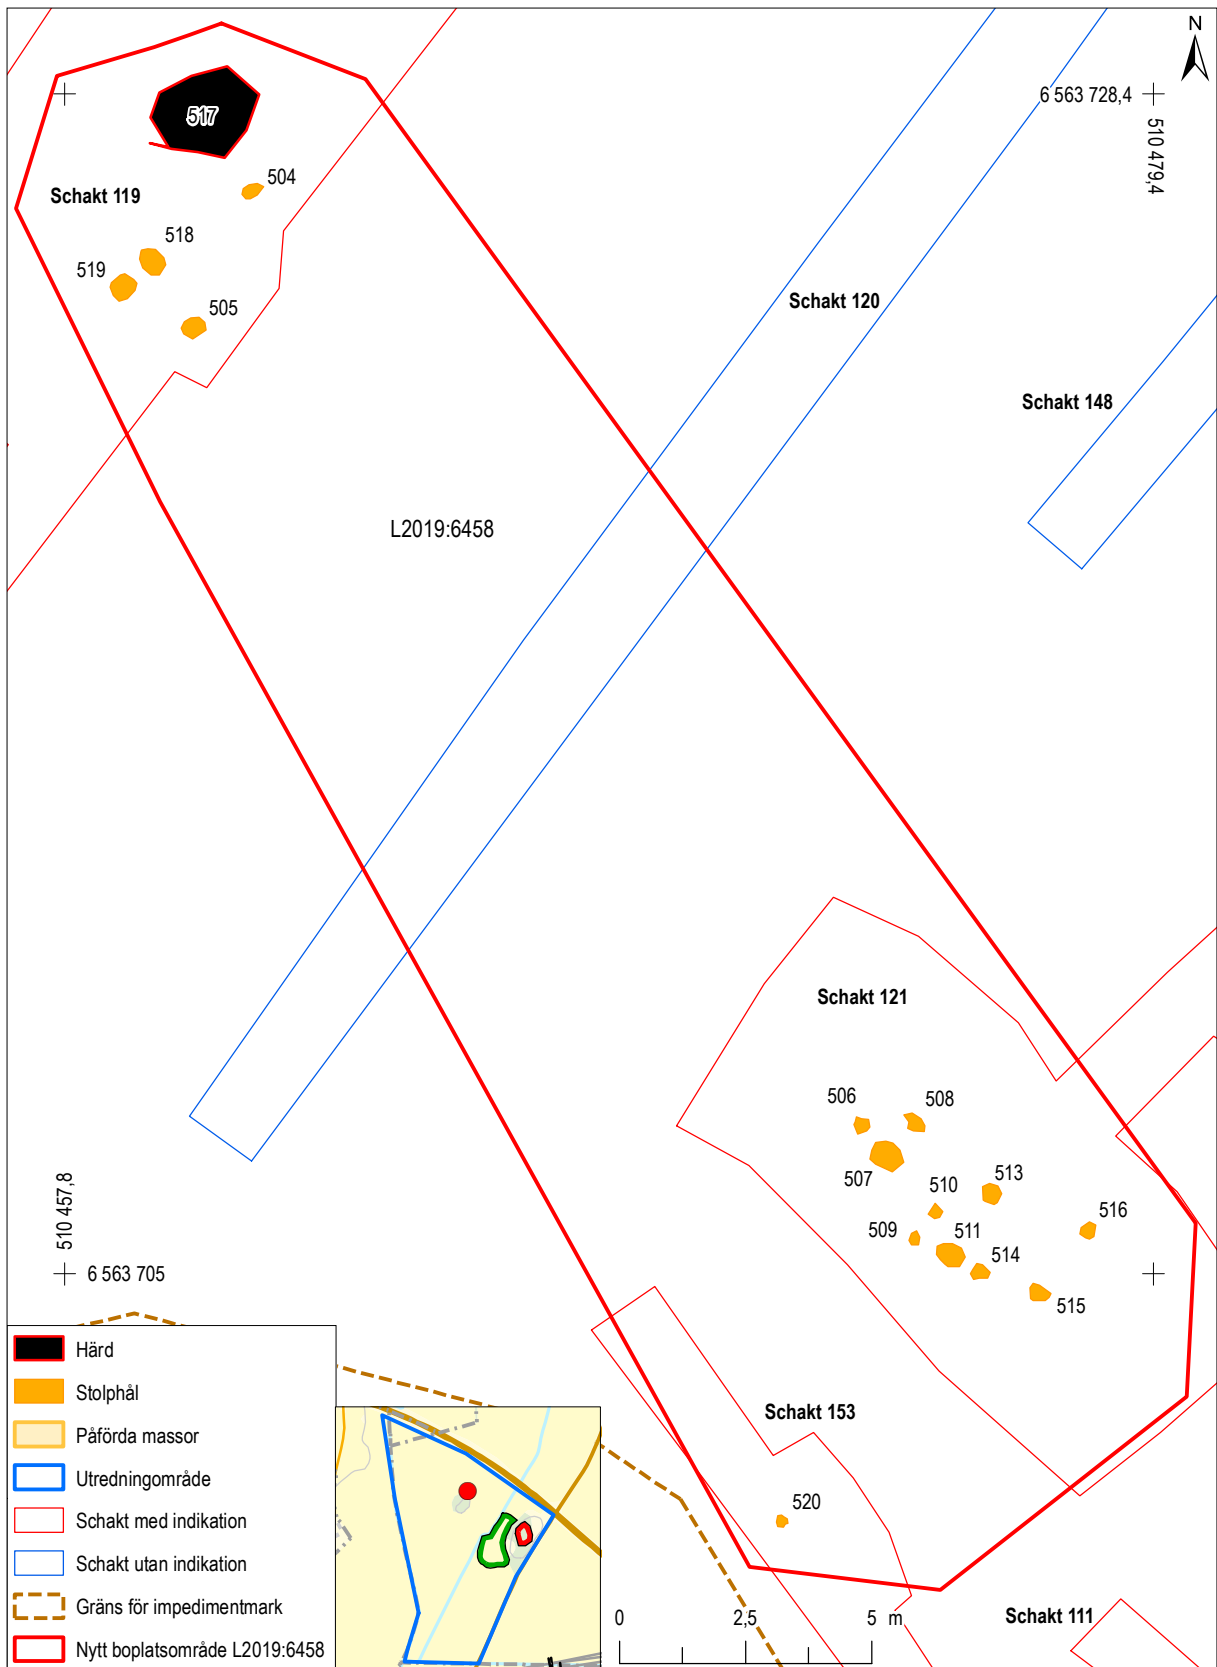 N
6 563 728,4
510 479,4
517
504
Schakt 119
518
519
505
Schakt 120
Schakt 148
L2019:6458
Schakt 121
506
508
507
513
510
516
509
511
514
515
510 457,8
6 563 705
Schakt 153
520
Schakt 111
Härd
Stolphål
Påförda massor
Utredningområde
Schakt med indikation
Schakt utan indikation
Gräns för impedimentmark
Nytt boplatsområde L2019:6458
0 2,5 5 m